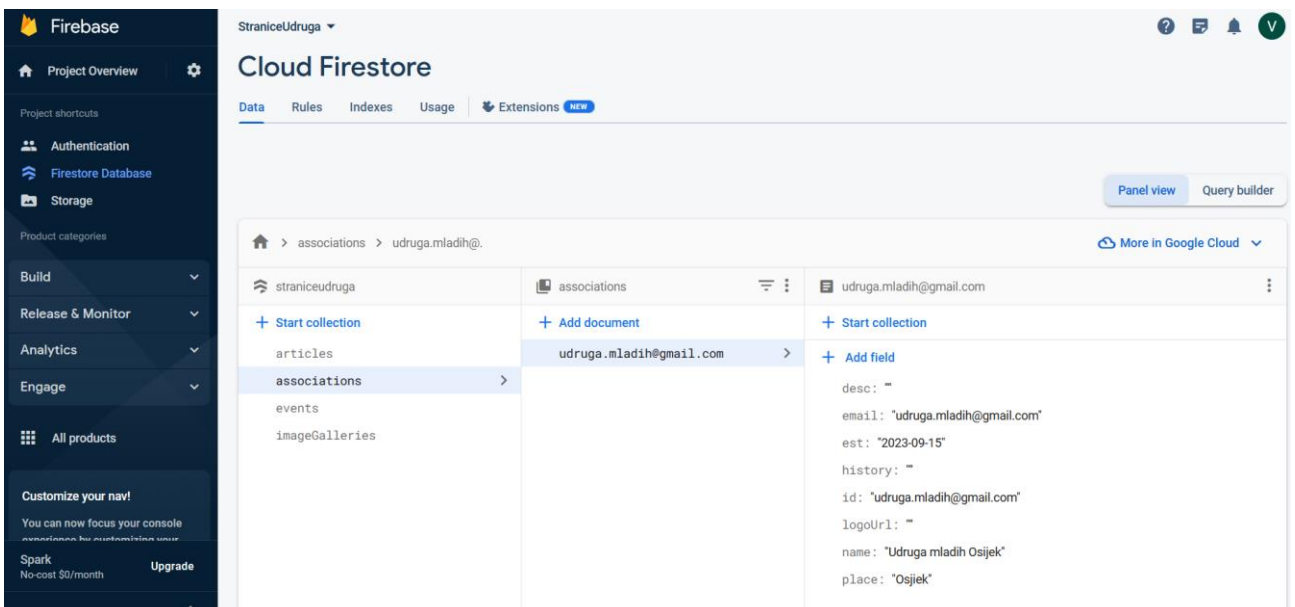 Firebase
Project Overview
Project shortcuts
Authentication
Firestore Database
Storage
Product categories
Build
Release & Monitor
Analytics
Engage
All products
Customize your nav!
You can now focus your console
experience by customizing your
Spark
No-cost $0/month
Upgrade
StraniceUdruga
V
Cloud Firestore
Data Rules Indexes Usage Extensions NEW
Panel view Query builder
associations > udruga.mladih@.
More in Google Cloud
straniceudruga
+ Start collection
articles
associations
events
imageGalleries
associations
+ Add document
udruga.mladih@gmail.com
udruga.mladih@gmail.com
+ Start collection
+ Add field
desc: ""
email: "udruga.mladih@gmail.com"
est: "2023-09-15"
history: ""
id: "udruga.mladih@gmail.com"
logoUrl: ""
name: "Udruga mladih Osijek"
place: "Osjiek"